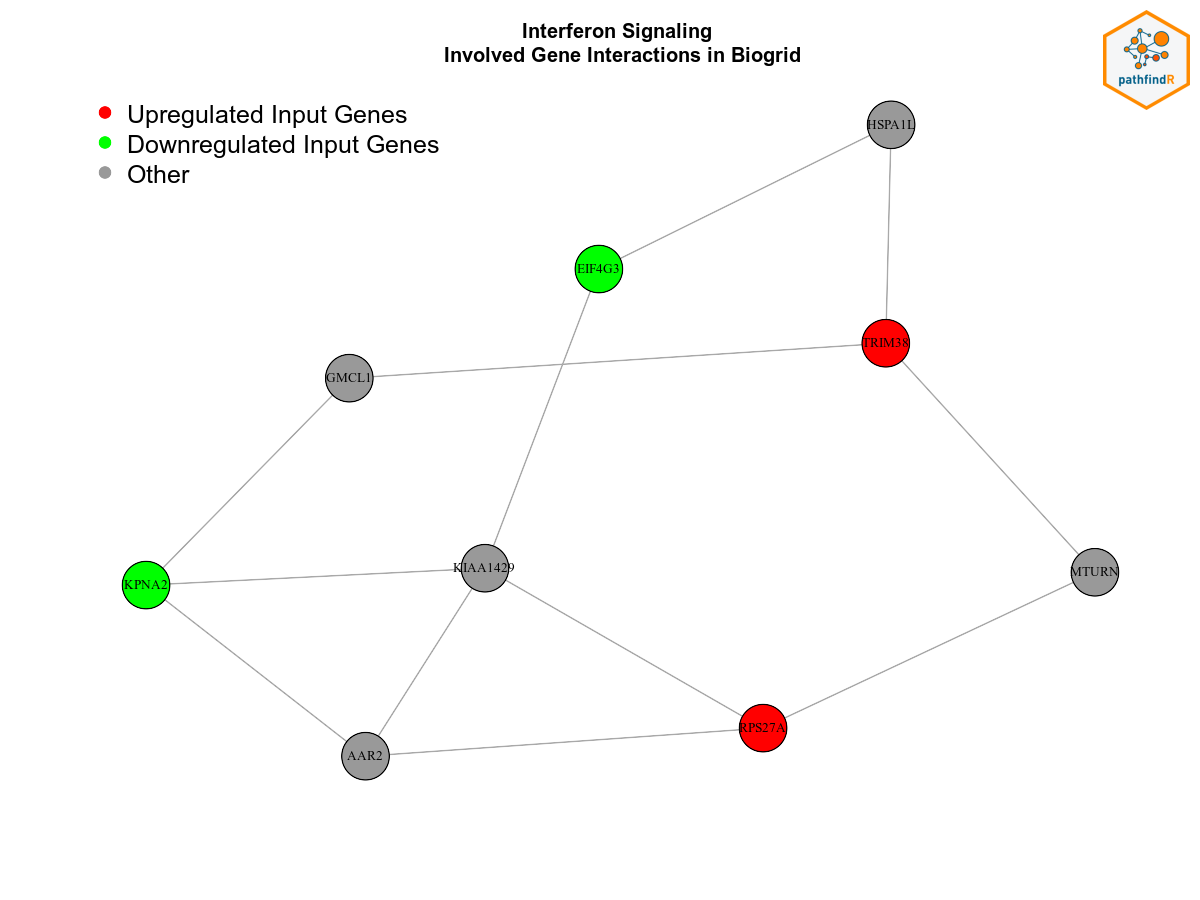 Interferon Signaling
Involved Gene Interactions in Biogrid
pathfindR
Upregulated Input Genes
Downregulated Input Genes
Other
HSPA1L
EIF4G3
TRIM38
GMCL1
KIAA1429
MTURN
KPNA2
RPS27A
AAR2